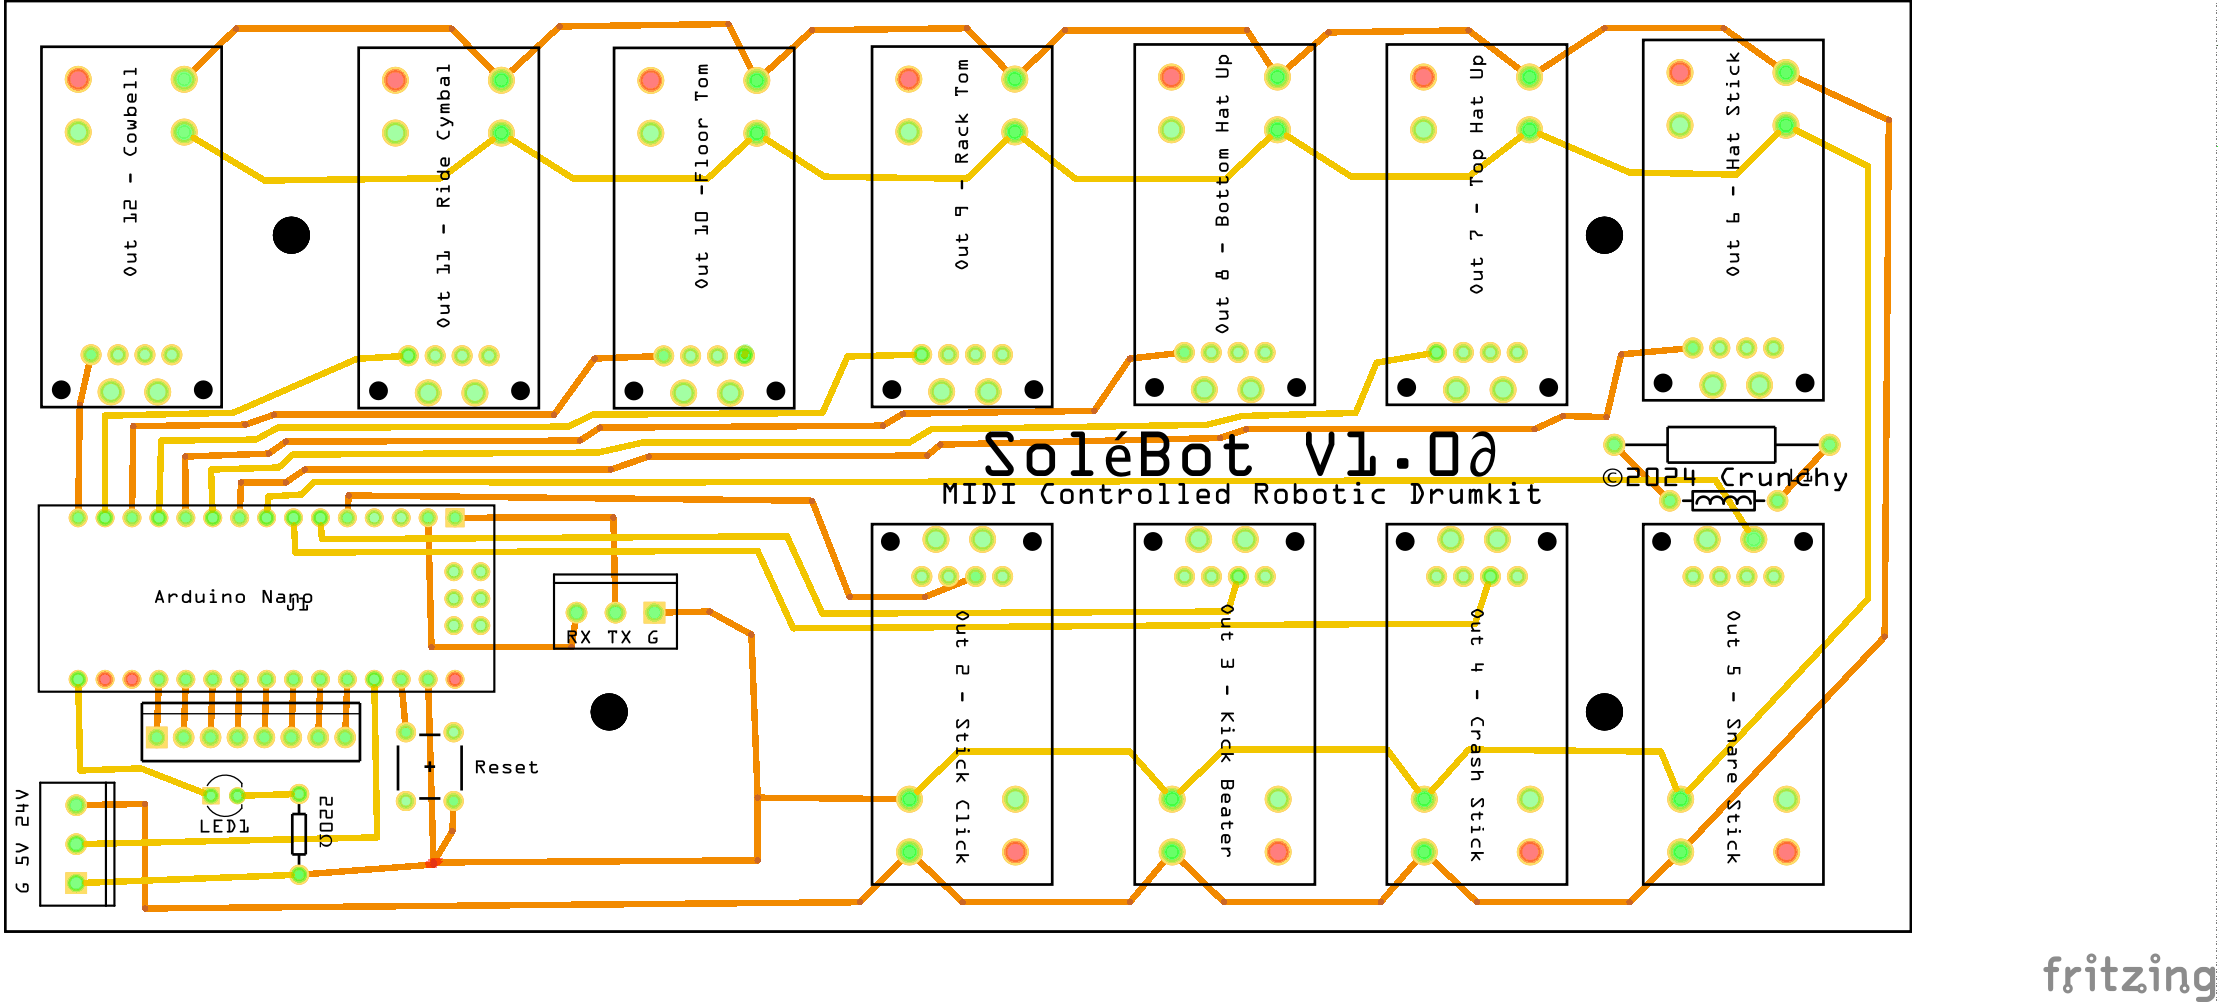 Out 12 - Cowbell
Out 11 - Ride Cymbal
Out 10 -Floor Tom
Out 9 - Rack Tom
Out 8 - Bottom Hat Up
Out 7 - Top Hat Up
Out 6 - Hat Stick
SoléBot V1.0∂
MIDI Controlled Robotic Drumkit
©2024 Crunchy
L1
Arduino Nano
J1
RX TX G
Out 2 - Stick Click
Out 3 - Kick Beater
Out 4 - Crash Stick
Out 5 - Snare Stick
Reset
G 5V 24V
LED1
220Ω
fritzing